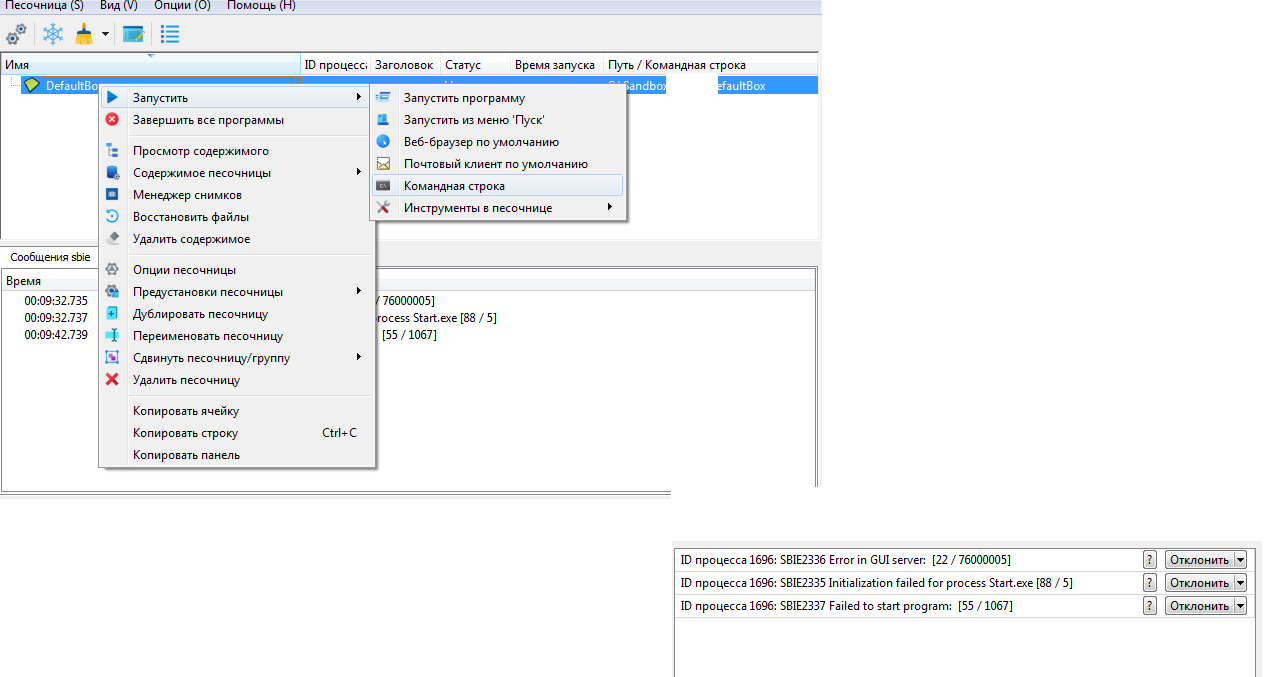 Песочница (S) Вид (V) Опции (O) Помощь (H)
Имя ID процесса Заголовок Статус Время запуска Путь / Командная строка
DefaultBo C:\Sandbox efaultBox
Запустить
Завершить все программы
Просмотр содержимого
Содержимое песочницы
Менеджер снимков
Восстановить файлы
Удалить содержимое
Опции песочницы
Предустановки песочницы
Дублировать песочницу
Переименовать песочницу
Сдвинуть песочницу/группу
Удалить песочницу
Копировать ячейку
Копировать строку Ctrl+C
Копировать панель
Запустить программу
Запустить из меню 'Пуск'
Веб-браузер по умолчанию
Почтовый клиент по умолчанию
Командная строка
Инструменты в песочнице
Сообщения sbie
Время
00:09:32.735 / 76000005]
00:09:32.737 rocess Start.exe [88 / 5]
00:09:42.739 [55 / 1067]
ID процесса 1696: SBIE2336 Error in GUI server: [22 / 76000005] ? Отклонить
ID процесса 1696: SBIE2335 Initialization failed for process Start.exe [88 / 5] ? Отклонить
ID процесса 1696: SBIE2337 Failed to start program: [55 / 1067] ? Отклонить